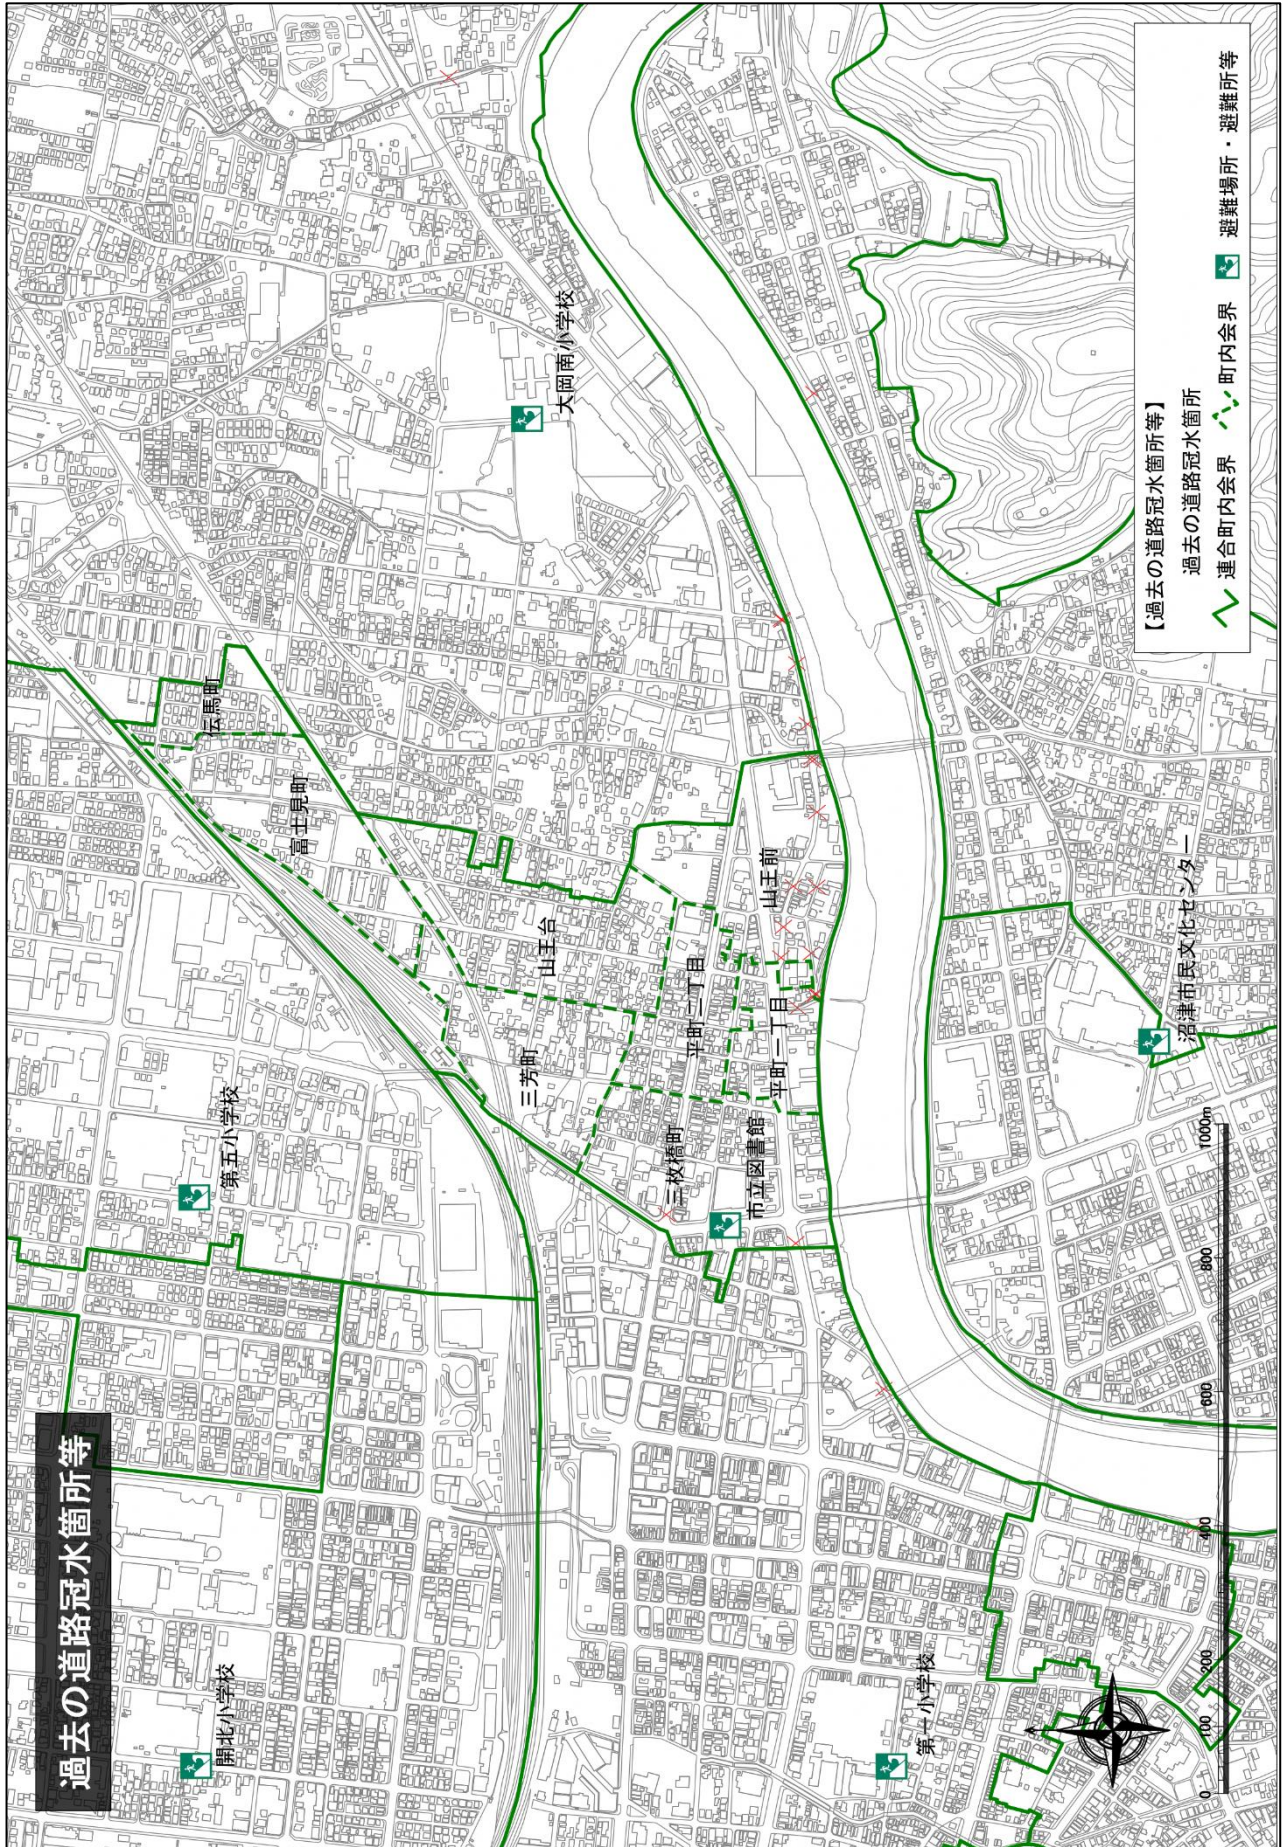 過去の道路冠水箇所等
開北小学校
第五小学校
伝馬町
富士見町
山王台
三芳町
大岡南小学校
平町二丁目
三枚橋町
市立図書館
平町一丁目
山王前
第一小学校
沼津市民文化センター
0 100 200 400 600 800 1000m
【過去の道路冠水箇所等】
過去の道路冠水箇所
連合町内会界 町内会界 避難場所・避難所等